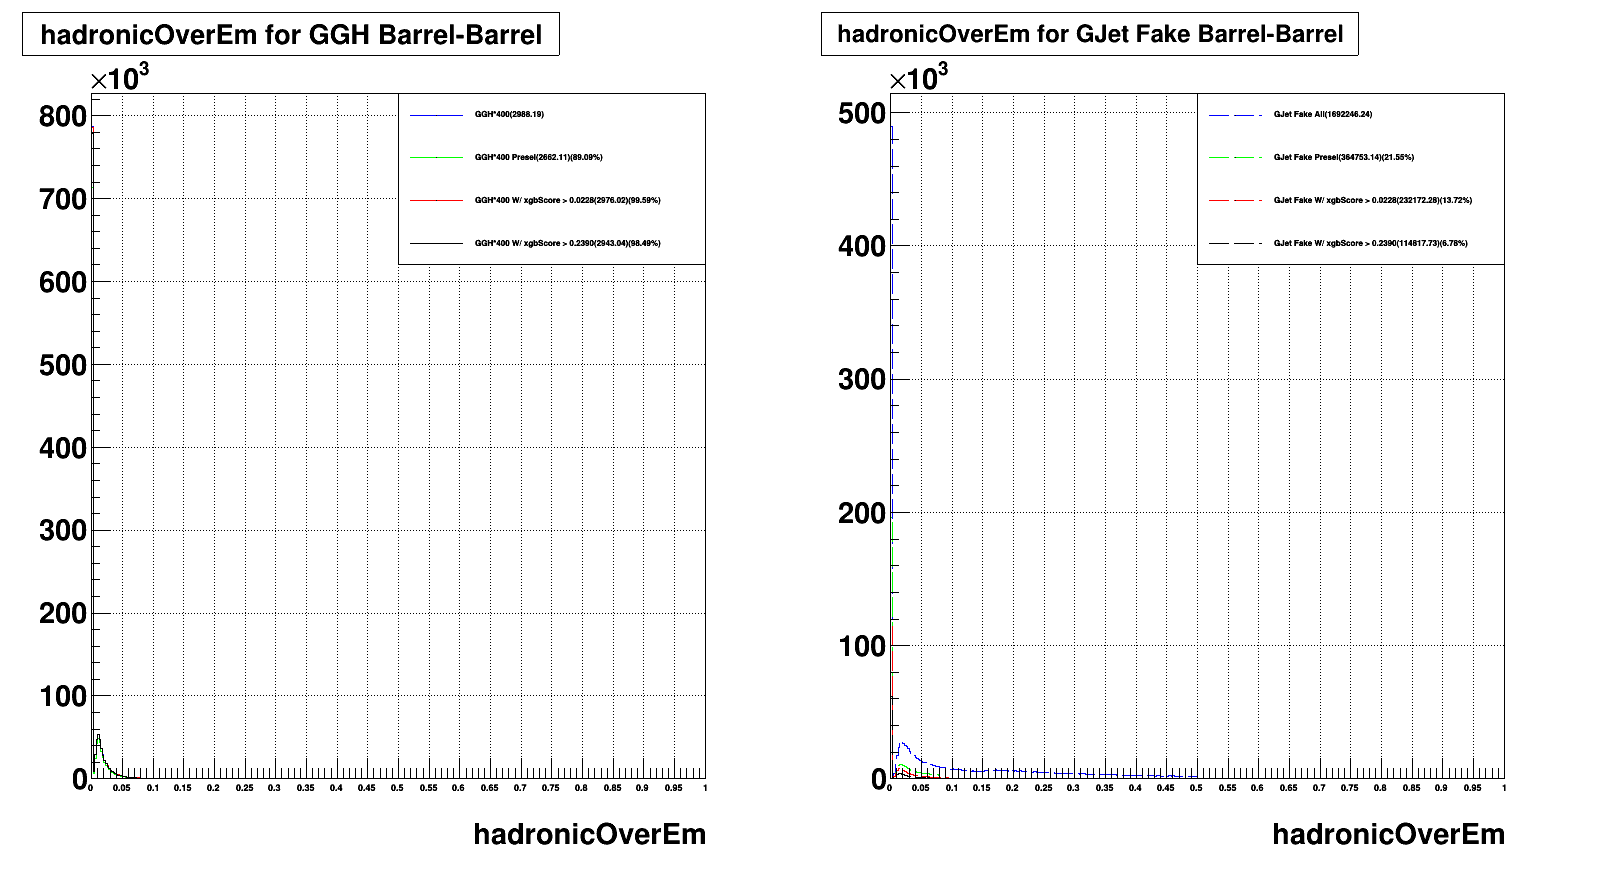 hadronicOverEm for GGH Barrel-Barrel
×10³
800
700
600
500
400
300
200
100
0
GGH*400(2988.19)
GGH*400 Presel(2662.11)(89.09%)
GGH*400 W/ xgbScore > 0.0228(2976.02)(99.59%)
GGH*400 W/ xgbScore > 0.2390(2943.04)(98.49%)
0 0.05 0.1 0.15 0.2 0.25 0.3 0.35 0.4 0.45 0.5 0.55 0.6 0.65 0.7 0.75 0.8 0.85 0.9 0.95 1
hadronicOverEm
hadronicOverEm for GJet Fake Barrel-Barrel
×10³
500
400
300
200
100
0
GJet Fake All(1692246.24)
GJet Fake Presel(364753.14)(21.55%)
GJet Fake W/ xgbScore > 0.0228(232172.28)(13.72%)
GJet Fake W/ xgbScore > 0.2390(114817.73)(6.78%)
0 0.05 0.1 0.15 0.2 0.25 0.3 0.35 0.4 0.45 0.5 0.55 0.6 0.65 0.7 0.75 0.8 0.85 0.9 0.95 1
hadronicOverEm